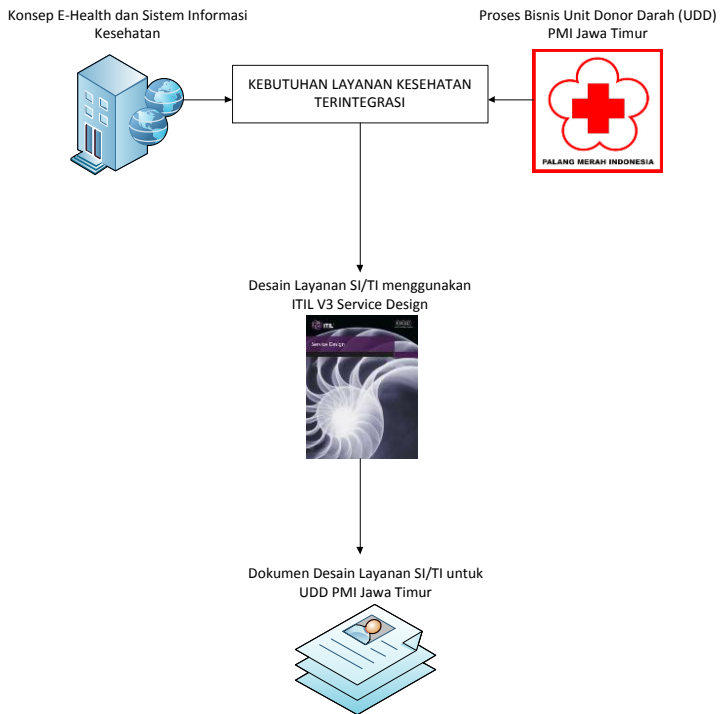 Konsep E-Health dan Sistem Informasi
Kesehatan
Proses Bisnis Unit Donor Darah (UDD)
PMI Jawa Timur
KEBUTUHAN LAYANAN KESEHATAN
TERINTEGRASI
PALANG MERAH INDONESIA
Desain Layanan SI/TI menggunakan
ITIL V3 Service Design
ITIL
Service Design
Dokumen Desain Layanan SI/TI untuk
UDD PMI Jawa Timur